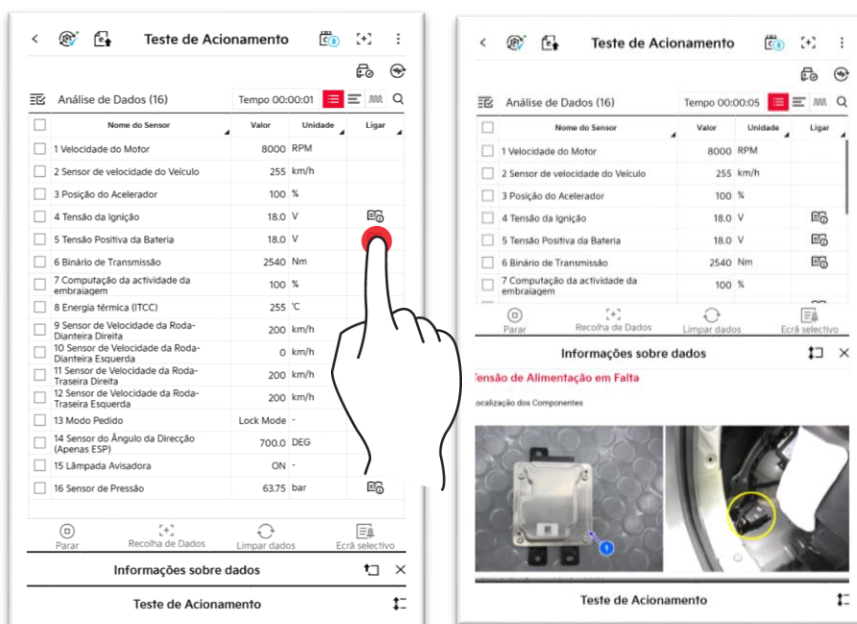 Teste de Acionamento
Análise de Dados (16) Tempo 00:00:01
Nome do Sensor Valor Unidade Ligar
1 Velocidade do Motor 8000 RPM
2 Sensor de velocidade do Veículo 255 km/h
3 Posição do Acelerador 100 %
4 Tensão da Ignição 18.0 V
5 Tensão Positiva da Bateria 18.0 V
6 Binário de Transmissão 2540 Nm
7 Computação da actividade da
embraiagem 100 %
8 Energia térmica (ITCC) 255 ℃
9 Sensor de Velocidade da Roda-
Dianteira Direita 200 km/h
10 Sensor de Velocidade da Roda-
Dianteira Esquerda 0 km/h
11 Sensor de Velocidade da Roda-
Traseira Direita 200 km/h
12 Sensor de Velocidade da Roda-
Traseira Esquerda 200 km/h
13 Modo Pedido Lock Mode -
14 Sensor do Ângulo da Direcção
(Apenas ESP) 700.0 DEG
15 Lâmpada Avisadora ON -
16 Sensor de Pressão 63.75 bar
Parar Recolha de Dados Limpar dados Ecrã selectivo
Informações sobre dados
Teste de Acionamento
Teste de Acionamento
Análise de Dados (16) Tempo 00:00:05
Nome do Sensor Valor Unidade Ligar
1 Velocidade do Motor 8000 RPM
2 Sensor de velocidade do Veículo 255 km/h
3 Posição do Acelerador 100 %
4 Tensão da Ignição 18.0 V
5 Tensão Positiva da Bateria 18.0 V
6 Binário de Transmissão 2540 Nm
7 Computação da actividade da
embraiagem 100 %
Parar Recolha de Dados Limpar dados Ecrã selectivo
Informações sobre dados
Tensão de Alimentação em Falta
ocalização dos Componentes
1
Teste de Acionamento